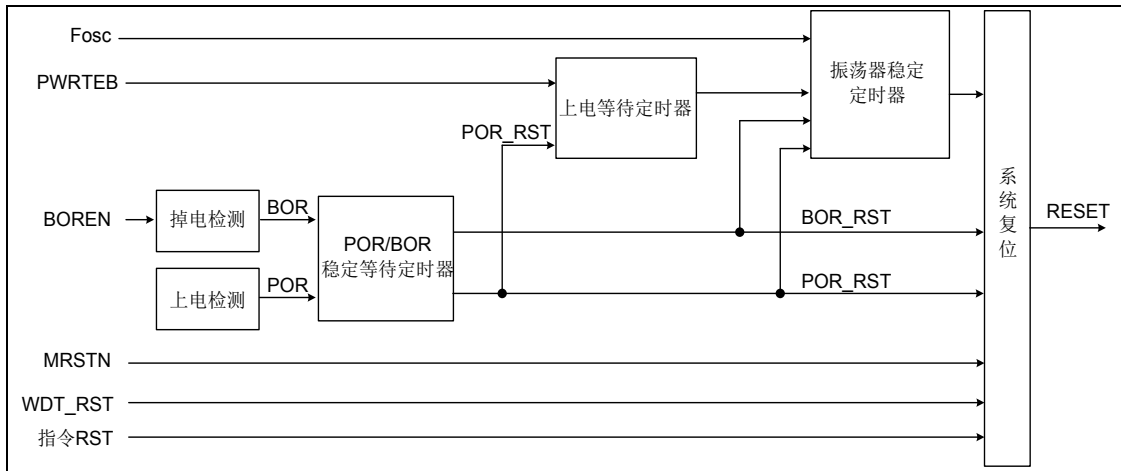 Fosc
PWRTEB
上电等待定时器
振荡器稳定
定时器
POR_RST
BOREN
掉电检测
BOR
POR/BOR
稳定等待定时器
BOR_RST
上电检测
POR
POR_RST
系统复位
RESET
MRSTN
WDT_RST
指令RST